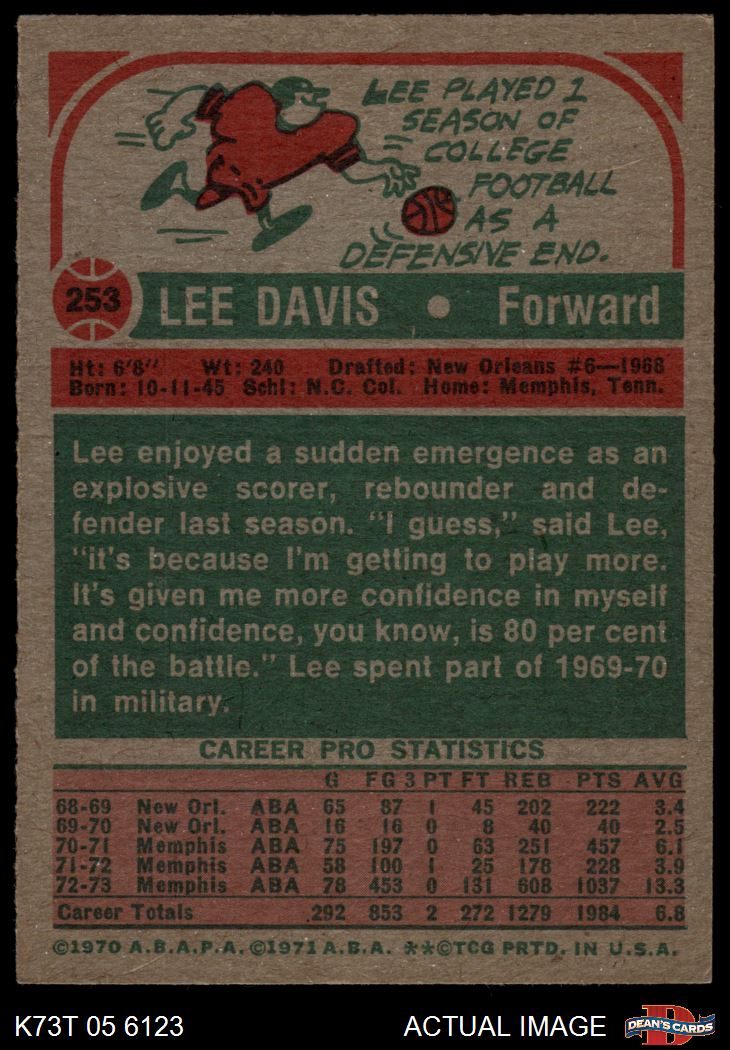 LEE PLAYED 1
SEASON OF
COLLEGE
FOOTBALL
AS A
DEFENSIVE END.
253 LEE DAVIS • Forward
Ht: 6'8" Wt: 240 Drafted: New Orleans #6—1968
Born: 10-11-45 Schl: N.C. Col. Home: Memphis, Tenn.
Lee enjoyed a sudden emergence as an
explosive scorer, rebounder and de-
fender last season. "I guess," said Lee,
"it's because I'm getting to play more.
It's given me more confidence in myself
and confidence, you know, is 80 per cent
of the battle." Lee spent part of 1969-70
in military.
CAREER PRO STATISTICS
G FG 3 PT FT REB PTS AVG
68-69 New Orl. ABA 65 87 1 45 202 222 3.4
69-70 New Orl. ABA 16 16 0 8 40 40 2.5
70-71 Memphis ABA 75 197 0 63 251 457 6.1
71-72 Memphis ABA 58 100 1 25 178 228 3.9
72-73 Memphis ABA 78 453 0 131 608 1037 13.3
Career Totals .292 853 2 272 1279 1984 6.8
©1970 A.B.A.P.A. ©1971 A.B.A. **©TCG PRTD. IN U.S.A.
K73T 05 6123 ACTUAL IMAGE D DEAN'S CARDS